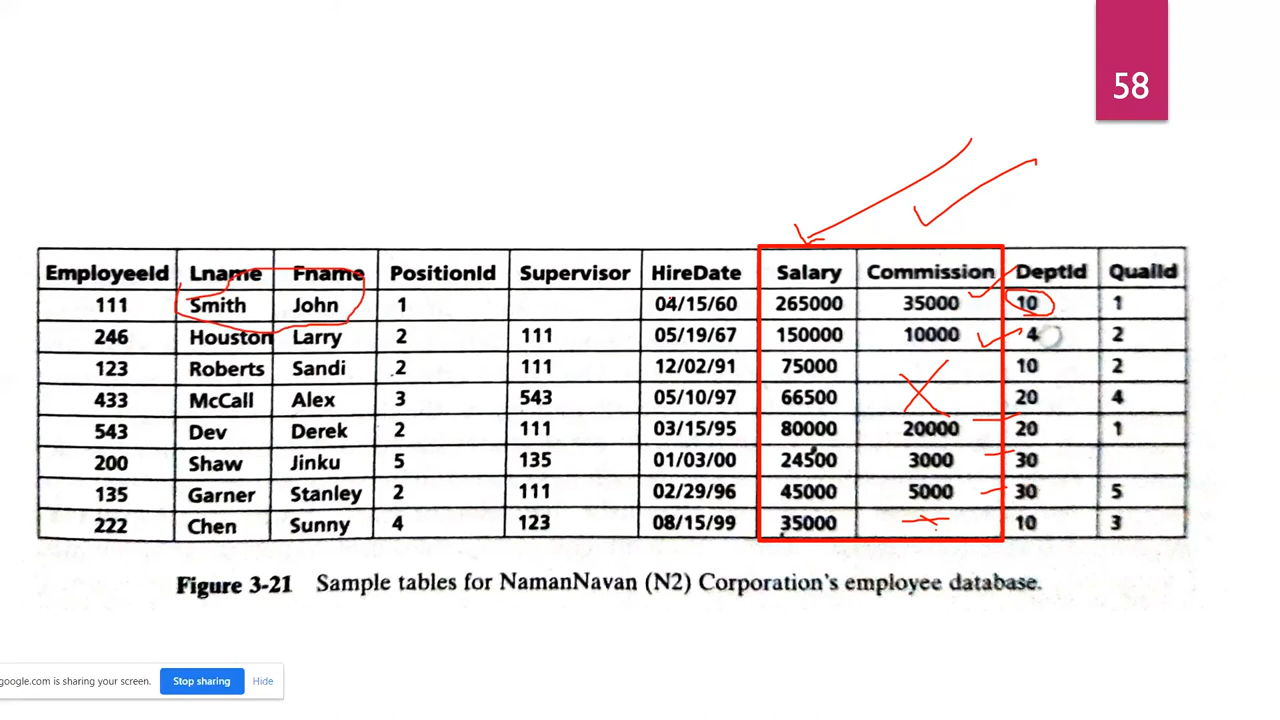 58
EmployeeId Lname Fname PositionId Supervisor HireDate Salary Commission DeptId QualId
111 Smith John 1 04/15/60 265000 35000 10 1
246 Houston Larry 2 111 05/19/67 150000 10000 4 2
123 Roberts Sandi 2 111 12/02/91 75000 10 2
433 McCall Alex 3 543 05/10/97 66500 20 4
543 Dev Derek 2 111 03/15/95 80000 20000 20 1
200 Shaw Jinku 5 135 01/03/00 24500 3000 30
135 Garner Stanley 2 111 02/29/96 45000 5000 30 5
222 Chen Sunny 4 123 08/15/99 35000 10 3
Figure 3-21 Sample tables for NamanNavan (N2) Corporation's employee database.
google.com is sharing your screen. Stop sharing Hide